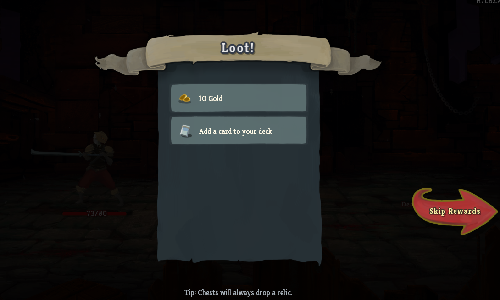 Loot!
10 Gold
Add a card to your deck
Skip Rewards
Tip: Chests will always drop a relic.